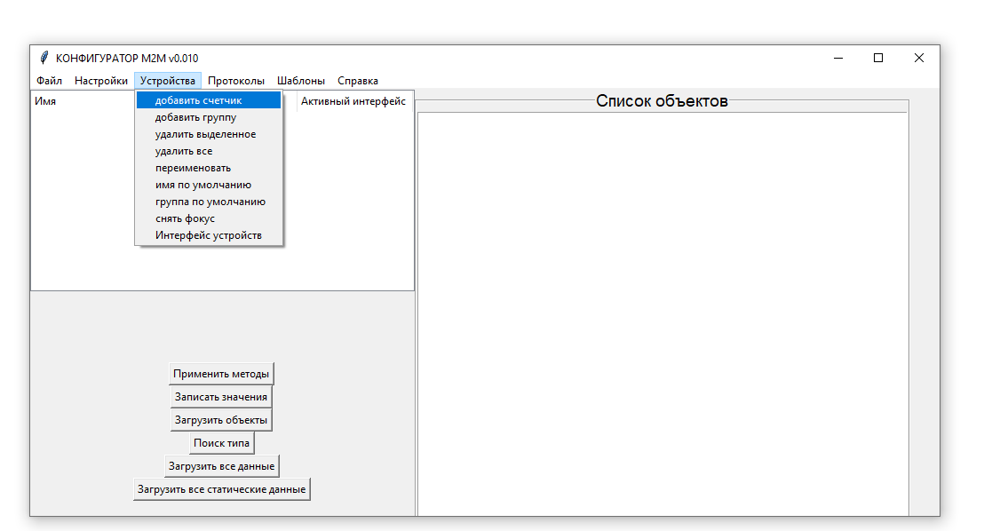 КОНФИГУРАТОР M2M v0.010
Файл Настройки Устройства Протоколы Шаблоны Справка
Имя
Активный интерфейс
добавить счетчик
добавить группу
удалить выделенное
удалить все
переименовать
имя по умолчанию
группа по умолчанию
снять фокус
Интерфейс устройств
Список объектов
Применить методы
Записать значения
Загрузить объекты
Поиск типа
Загрузить все данные
Загрузить все статические данные